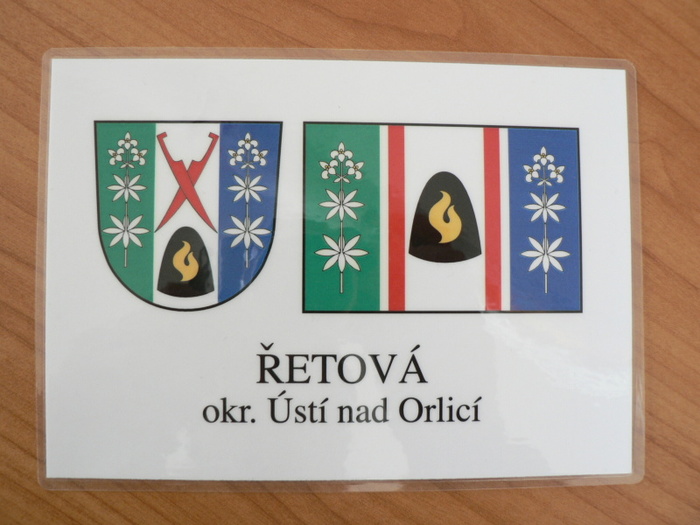 ŘETOVÁ
okr. Ústí nad Orlicí